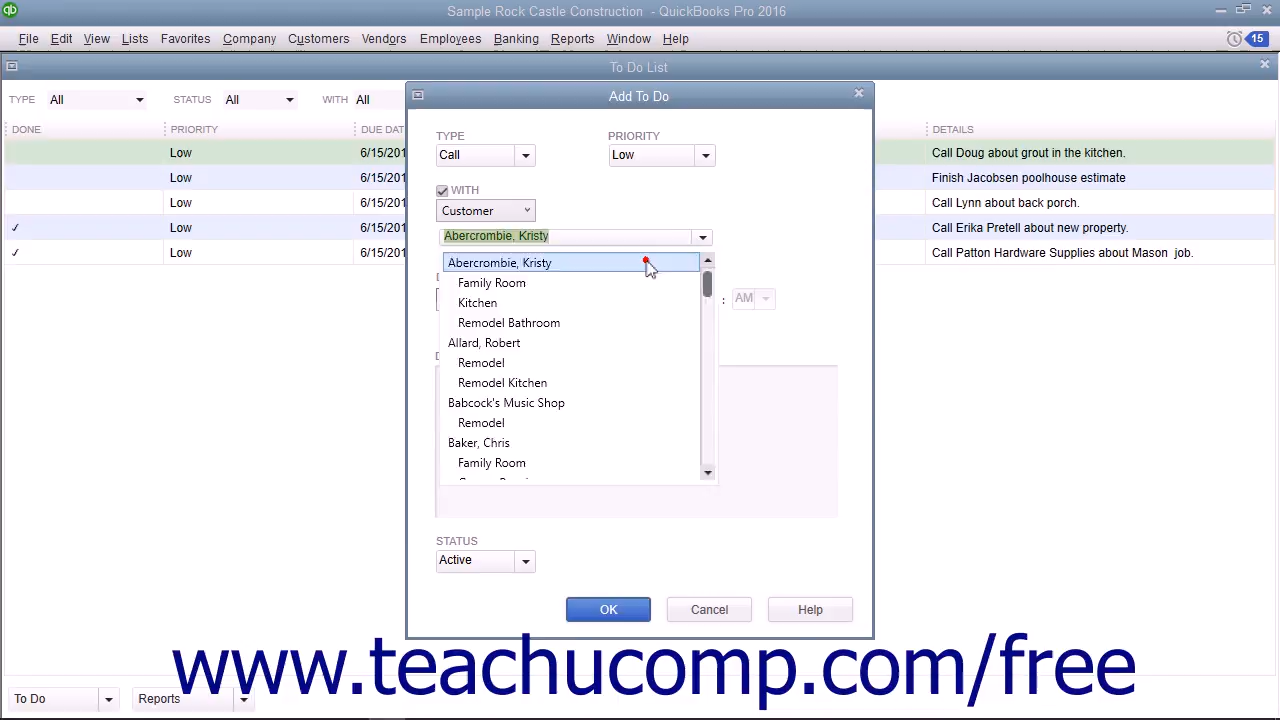 qb Sample Rock Castle Construction - QuickBooks Pro 2016
File Edit View Lists Favorites Company Customers Vendors Employees Banking Reports Window Help 15
To Do List
TYPE All STATUS All WITH All
Add To Do
DONE PRIORITY DUE DAT DETAILS
Low 6/15/201 Call Doug about grout in the kitchen.
Low 6/15/201 Finish Jacobsen poolhouse estimate
Low 6/15/201 Call Lynn about back porch.
✓ Low 6/15/201 Call Erika Pretell about new property.
✓ Low 6/15/201 Call Patton Hardware Supplies about Mason job.
TYPE PRIORITY
Call Low
WITH
Customer
Abercrombie, Kristy
Abercrombie, Kristy
Family Room
Kitchen
: AM
Remodel Bathroom
Allard, Robert
Remodel
Remodel Kitchen
Babcock's Music Shop
Remodel
Baker, Chris
Family Room
STATUS
Active
OK Cancel Help
www.teachucomp.com/free
To Do Reports